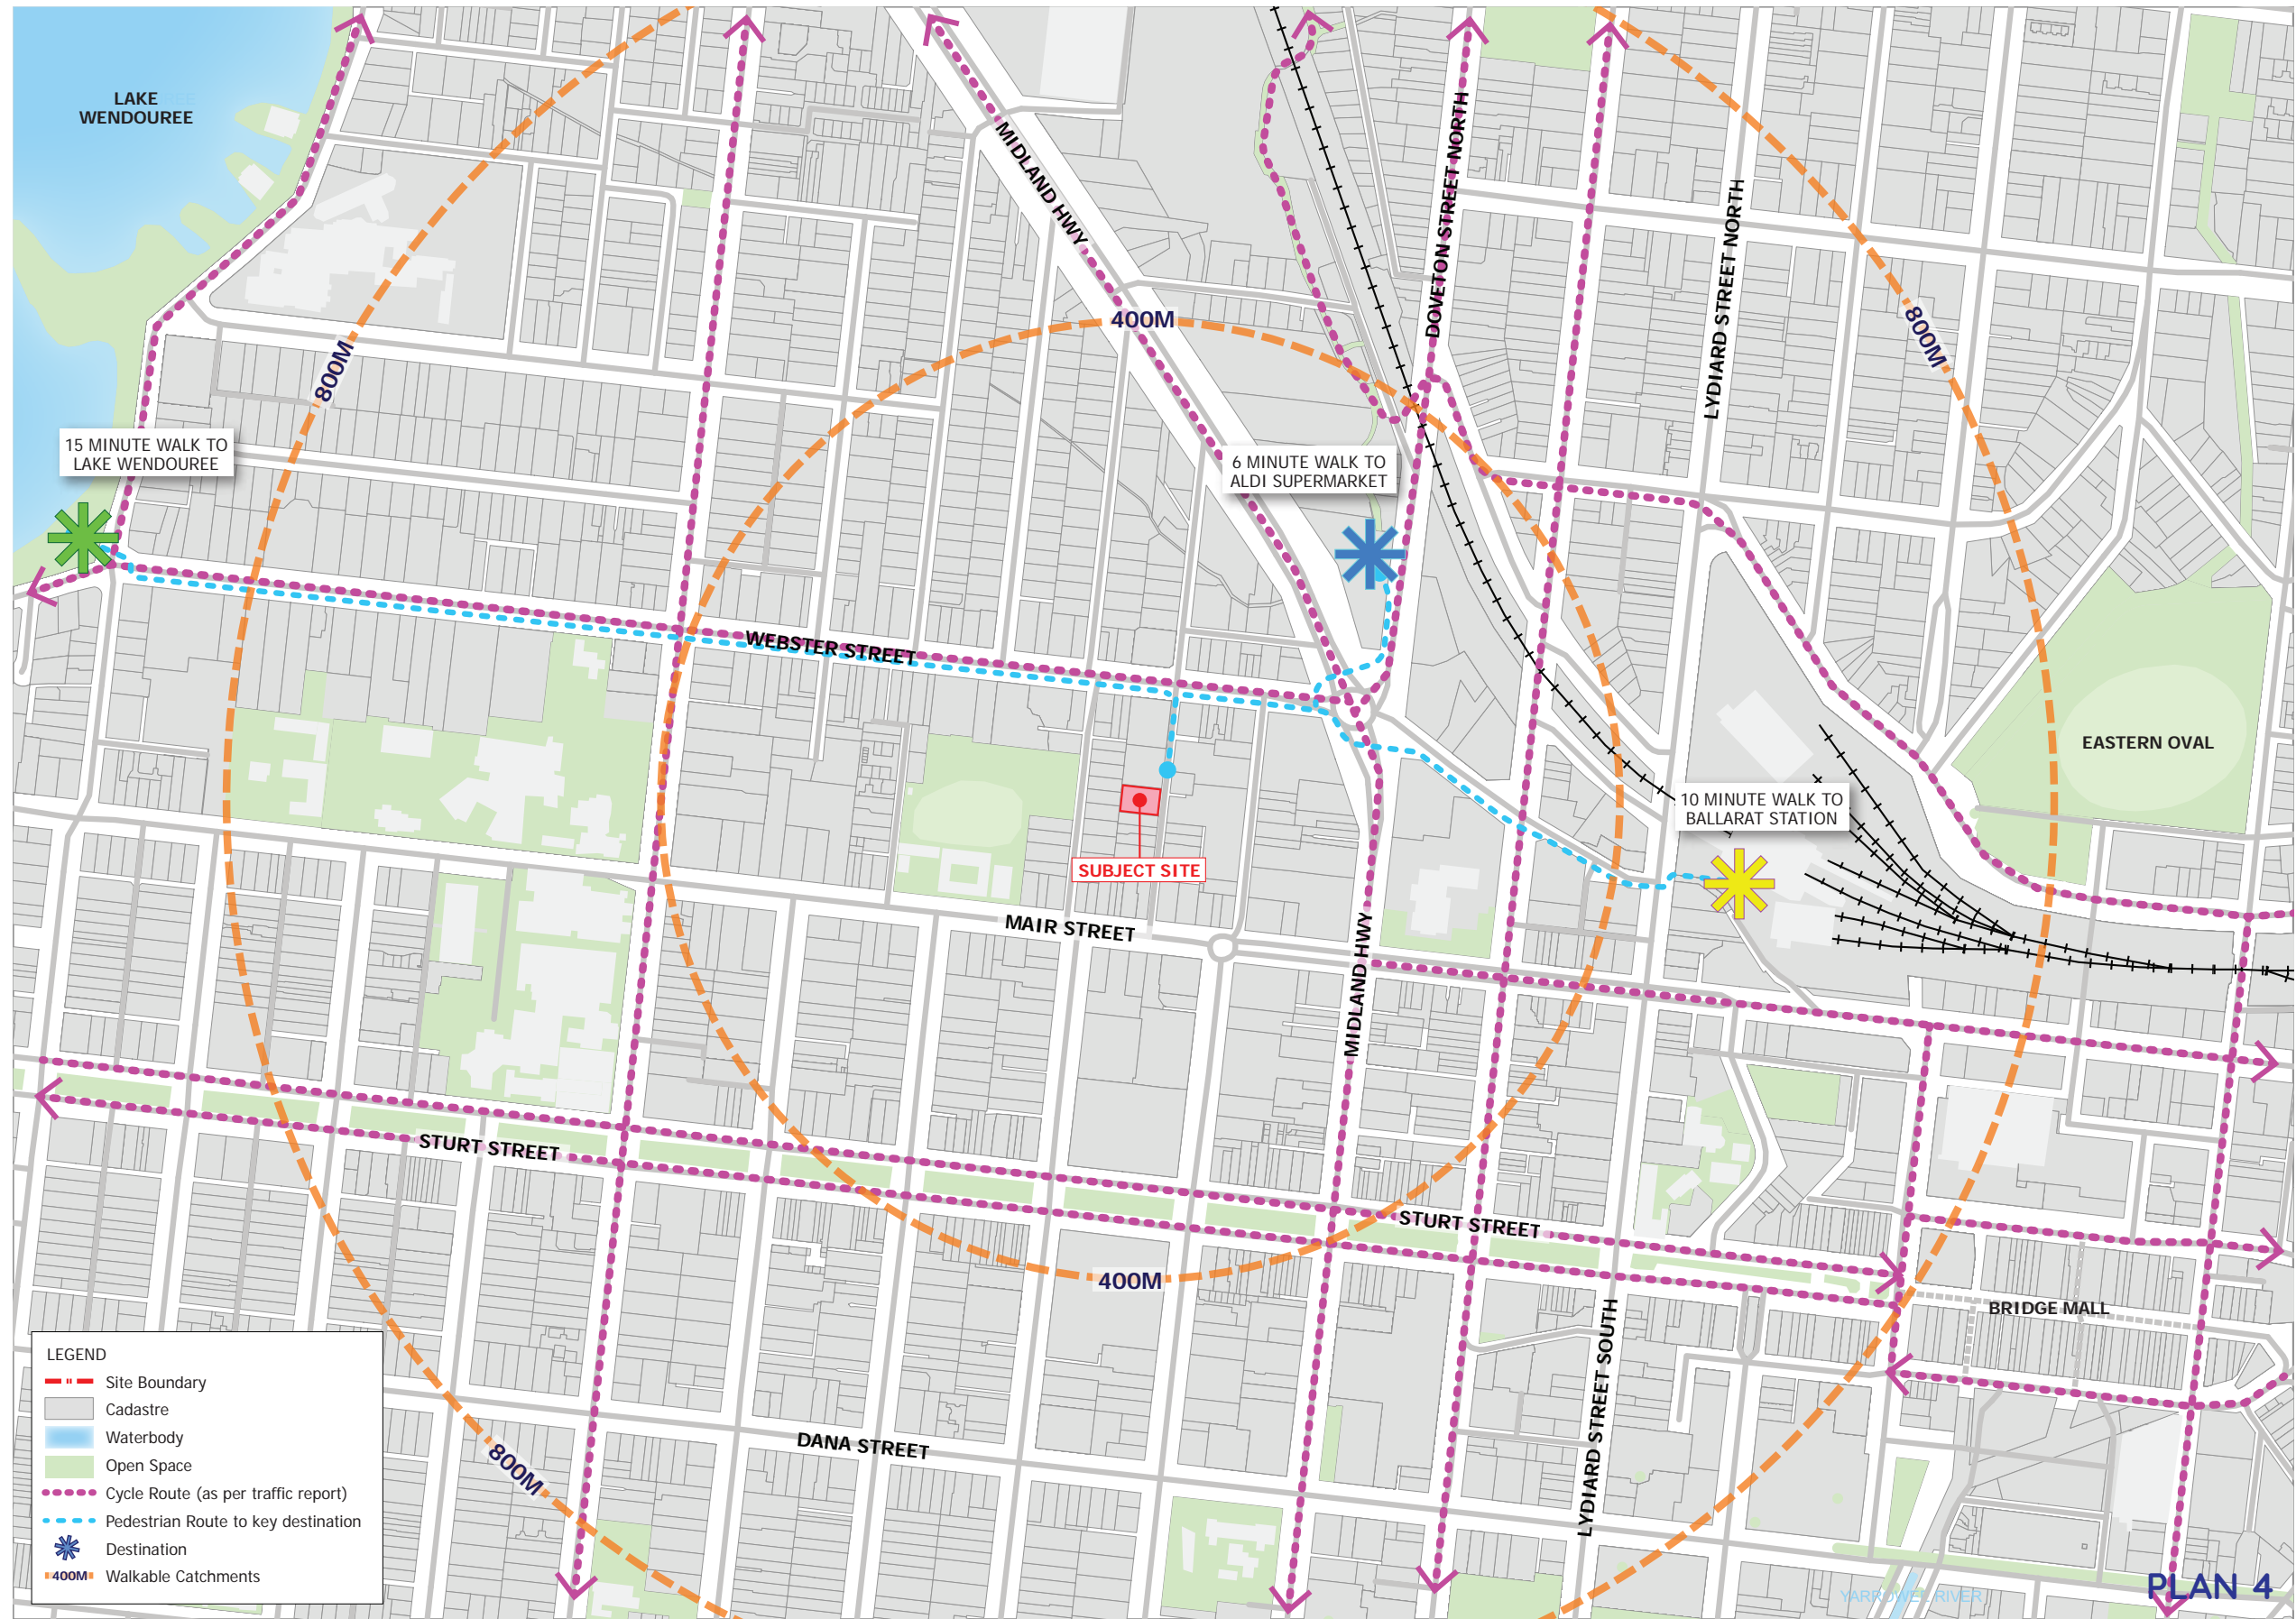 LAKE
WENDOUREE
MIDLAND HWY
DOVETON STREET NORTH
LYDIARD STREET NORTH
400M
800M
800M
15 MINUTE WALK TO
LAKE WENDOUREE
6 MINUTE WALK TO
ALDI SUPERMARKET
WEBSTER STREET
EASTERN OVAL
10 MINUTE WALK TO
BALLARAT STATION
SUBJECT SITE
MAIR STREET
MIDLAND HWY
STURT STREET
STURT STREET
400M
BRIDGE MALL
LYDIARD STREET SOUTH
DANA STREET
800M
LEGEND
Site Boundary
Cadastre
Waterbody
Open Space
Cycle Route (as per traffic report)
Pedestrian Route to key destination
Destination
400M Walkable Catchments
RIVER
PLAN 4